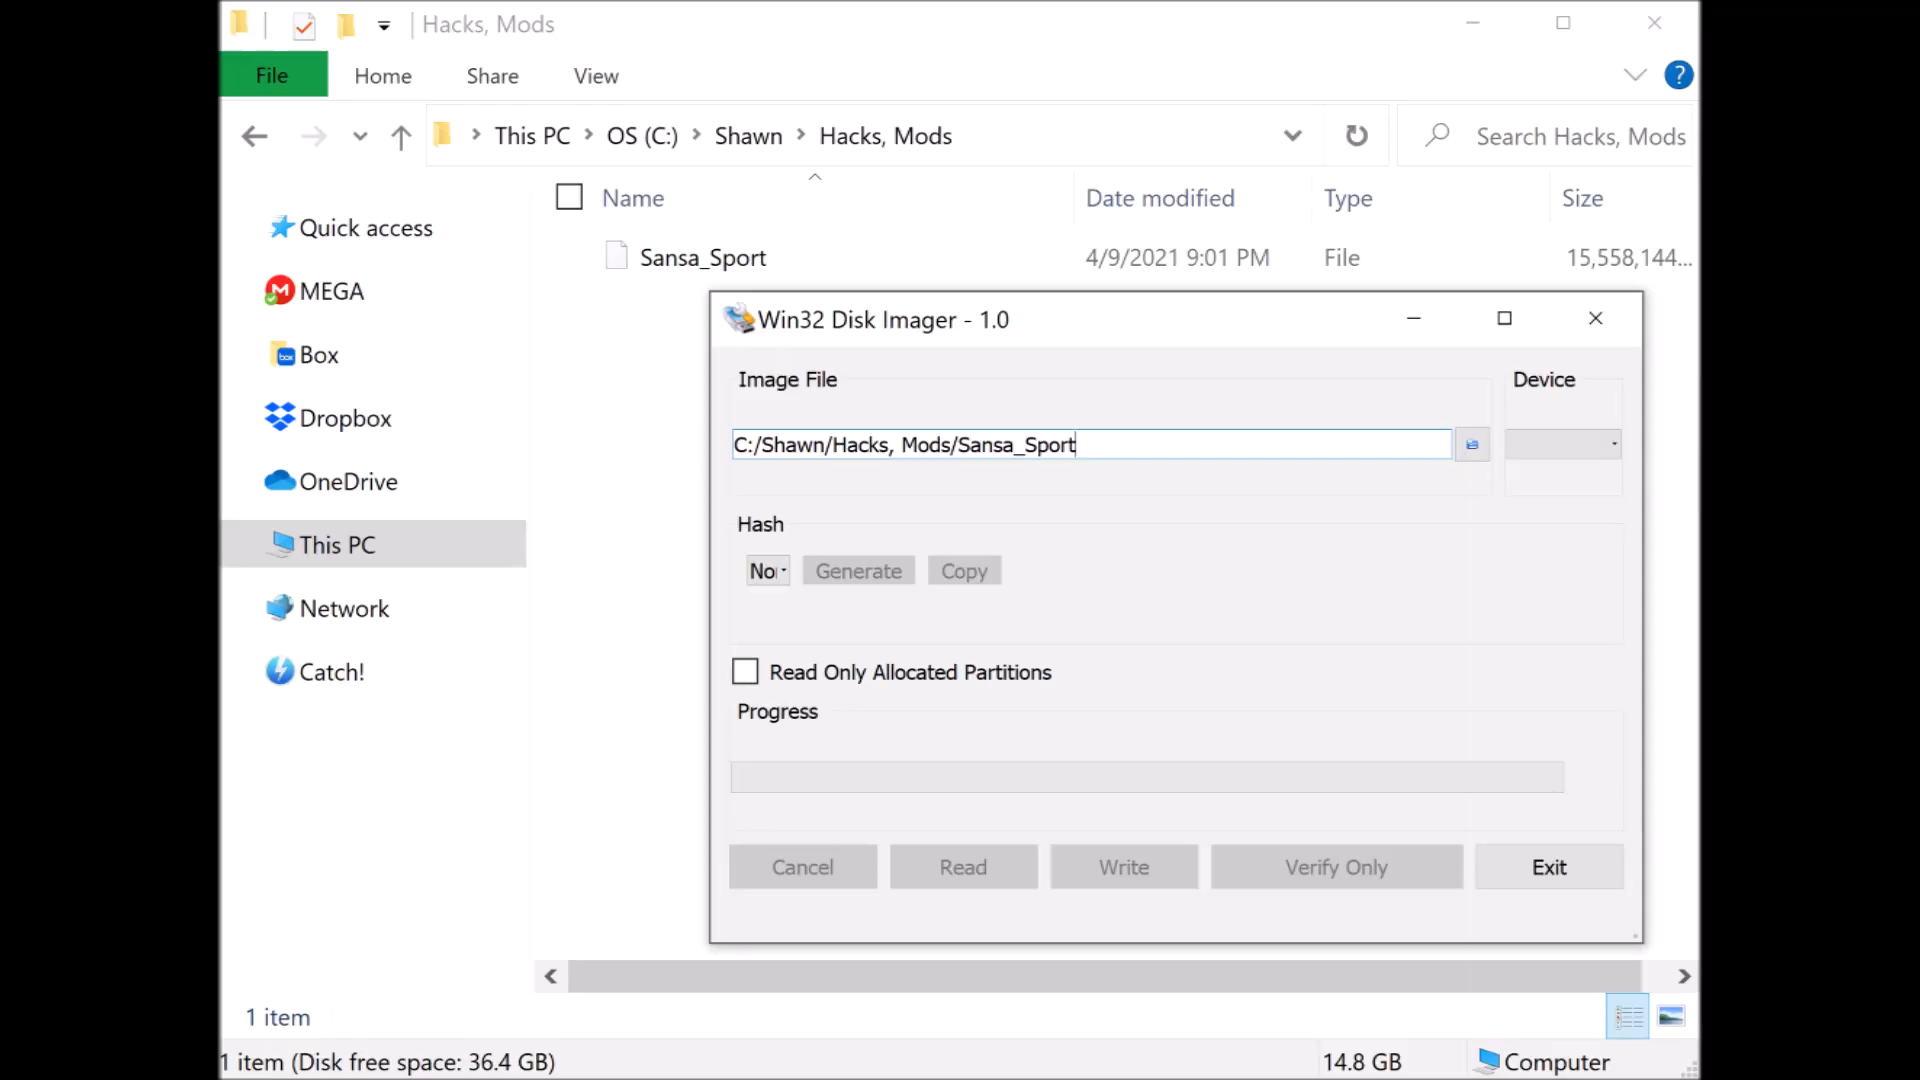 Hacks, Mods
File Home Share View
?
This PC OS (C:) Shawn Hacks, Mods Search Hacks, Mods
Name Date modified Type Size
Sansa_Sport 4/9/2021 9:01 PM File 15,558,144...
Quick access
MEGA
Box
Dropbox
OneDrive
This PC
Network
Catch!
Win32 Disk Imager - 1.0
Image File Device
C:/Shawn/Hacks, Mods/Sansa_Sport
Hash
Generate Copy
Read Only Allocated Partitions
Progress
Cancel Read Write Verify Only Exit
1 item
1 item (Disk free space: 36.4 GB) 14.8 GB Computer